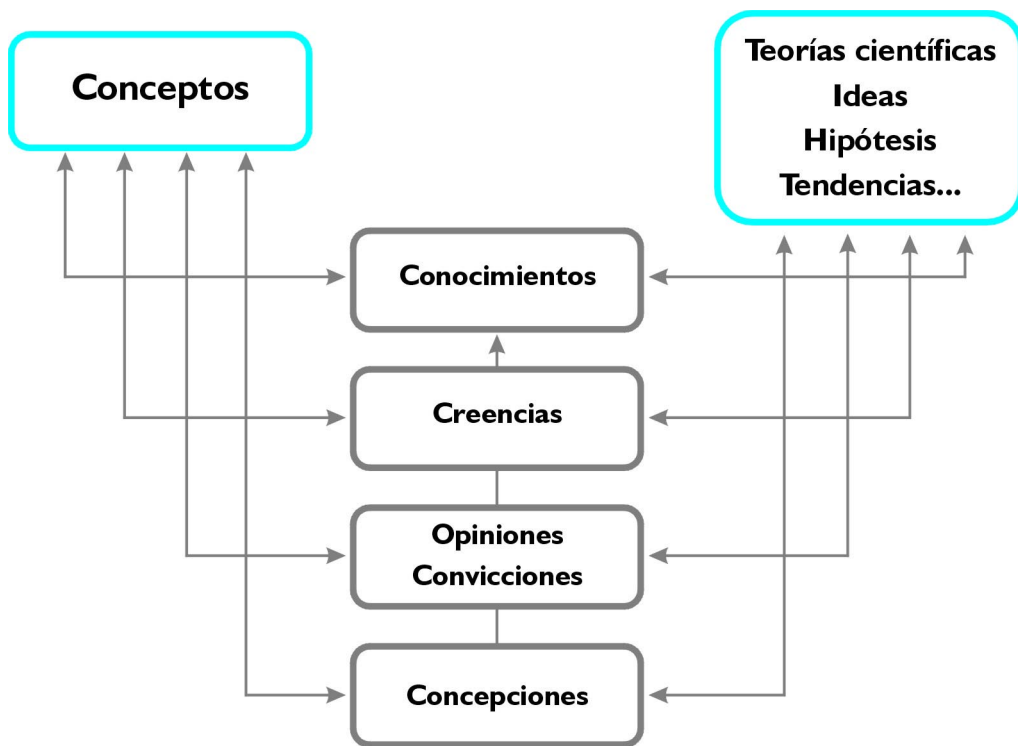 Conceptos
Teorías científicas
Ideas
Hipótesis
Tendencias...
Conocimientos
Creencias
Opiniones
Convicciones
Concepciones